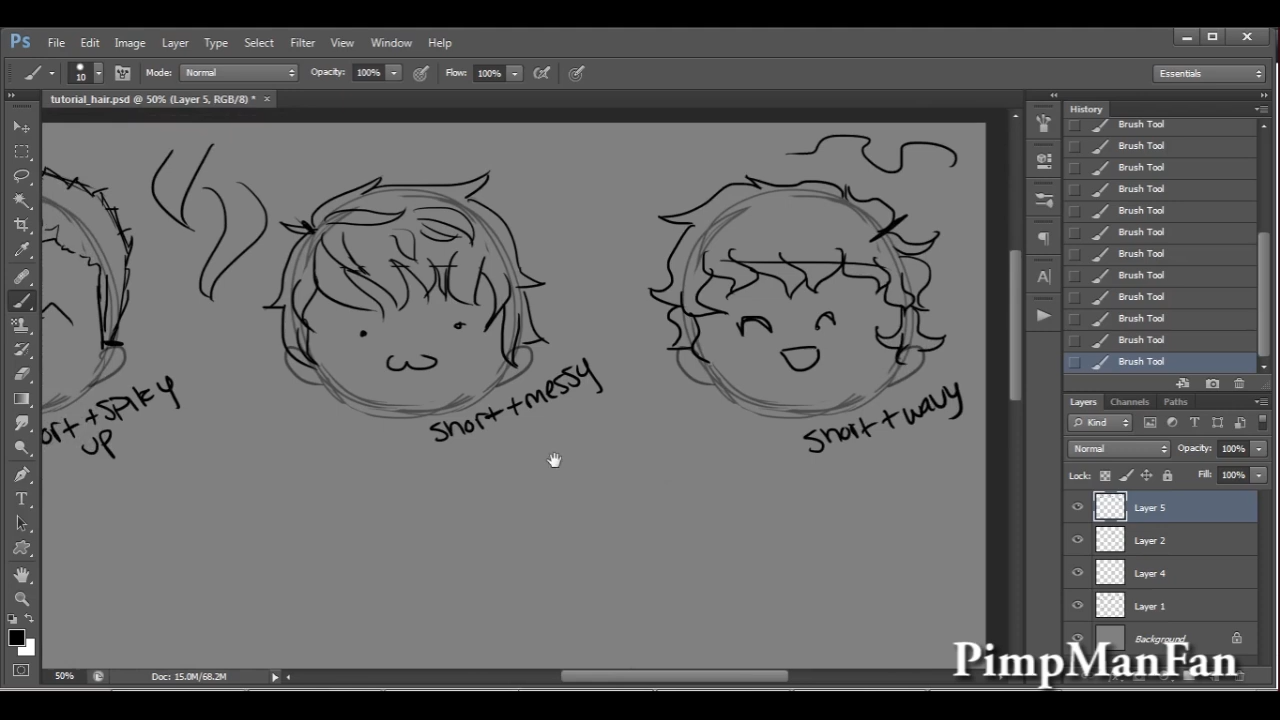 Ps File Edit Image Layer Type Select Filter View Window Help
10 Mode: Normal Opacity: 100% Flow: 100% Essentials
tutorial_hair.psd @ 50% (Layer 5, RGB/8) * ×
History
Brush Tool
Brush Tool
Brush Tool
Brush Tool
Brush Tool
Brush Tool
Brush Tool
Brush Tool
Brush Tool
Brush Tool
Brush Tool
Brush Tool
short + messy
short + wavy
ort + spiky
up
Layers Channels Paths
Kind
Normal Opacity: 100%
Lock: Fill: 100%
Layer 5
Layer 2
Layer 4
Layer 1
Background
PimpManFan
50% Doc: 15.0M/68.2M